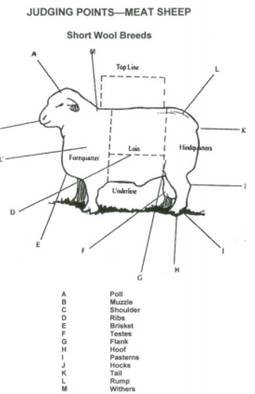 JUDGING POINTS—MEAT SHEEP
Short Wool Breeds
M
A
Top Line
L
K
Loin
Forequarter
Hindquarters
I
Underline
D
E
F
G
H
I
A Poll
B Muzzle
C Shoulder
D Ribs
E Brisket
F Testes
G Flank
H Hoof
I Pasterns
J Hocks
K Tail
L Rump
M Withers